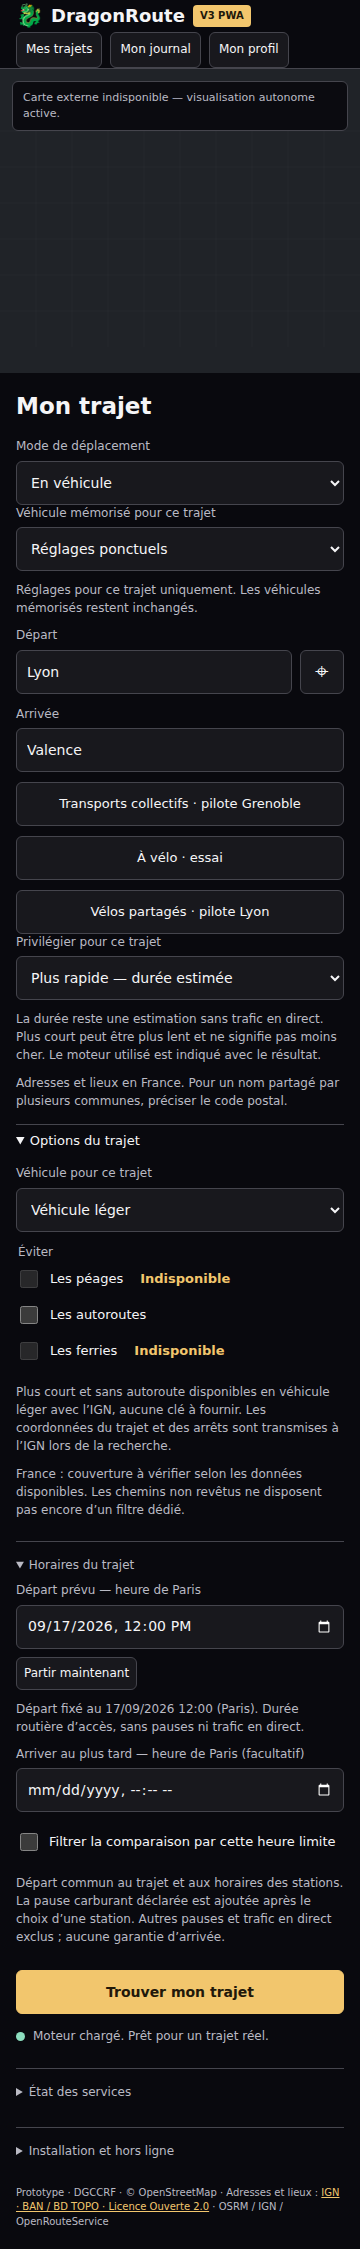 DragonRoute V3 PWA
Mes trajets Mon journal Mon profil
Carte externe indisponible — visualisation autonome
active.
Mon trajet
Mode de déplacement
En véhicule
Véhicule mémorisé pour ce trajet
Réglages ponctuels
Réglages pour ce trajet uniquement. Les véhicules
mémorisés restent inchangés.
Départ
Lyon
Arrivée
Valence
Transports collectifs · pilote Grenoble
À vélo · essai
Vélos partagés · pilote Lyon
Privilégier pour ce trajet
Plus rapide — durée estimée
La durée reste une estimation sans trafic en direct.
Plus court peut être plus lent et ne signifie pas moins
cher. Le moteur utilisé est indiqué avec le résultat.
Adresses et lieux en France. Pour un nom partagé par
plusieurs communes, préciser le code postal.
Options du trajet
Véhicule pour ce trajet
Véhicule léger
Éviter
Les péages Indisponible
Les autoroutes
Les ferries Indisponible
Plus court et sans autoroute disponibles en véhicule
léger avec l’IGN, aucune clé à fournir. Les
coordonnées du trajet et des arrêts sont transmises à
l’IGN lors de la recherche.
France : couverture à vérifier selon les données
disponibles. Les chemins non revêtus ne disposent
pas encore d’un filtre dédié.
Horaires du trajet
Départ prévu — heure de Paris
09/17/2026, 12:00 PM
Partir maintenant
Départ fixé au 17/09/2026 12:00 (Paris). Durée
routière d’accès, sans pauses ni trafic en direct.
Arriver au plus tard — heure de Paris (facultatif)
mm/dd/yyyy, --:-- --
Filtrer la comparaison par cette heure limite
Départ commun au trajet et aux horaires des stations.
La pause carburant déclarée est ajoutée après le
choix d’une station. Autres pauses et trafic en direct
exclus ; aucune garantie d’arrivée.
Trouver mon trajet
Moteur chargé. Prêt pour un trajet réel.
État des services
Installation et hors ligne
Prototype · DGCCRF · © OpenStreetMap · Adresses et lieux : IGN
· BAN / BD TOPO · Licence Ouverte 2.0 · OSRM / IGN /
OpenRouteService